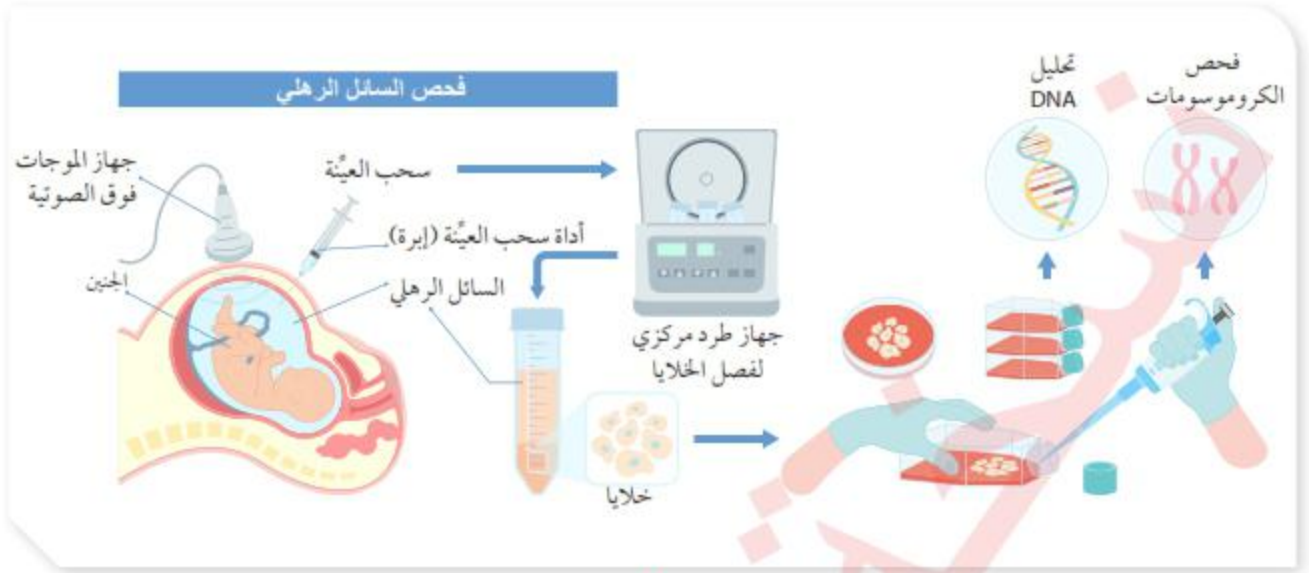 فحص السائل الرهلي
فحص
الكروموسومات
تحليل
DNA
جهاز الموجات
فوق الصوتية
سحب العيِّنة
أداة سحب العيِّنة (إبرة)
السائل الرهلي
الجنين
جهاز طرد مركزي
لفصل الخلايا
خلايا